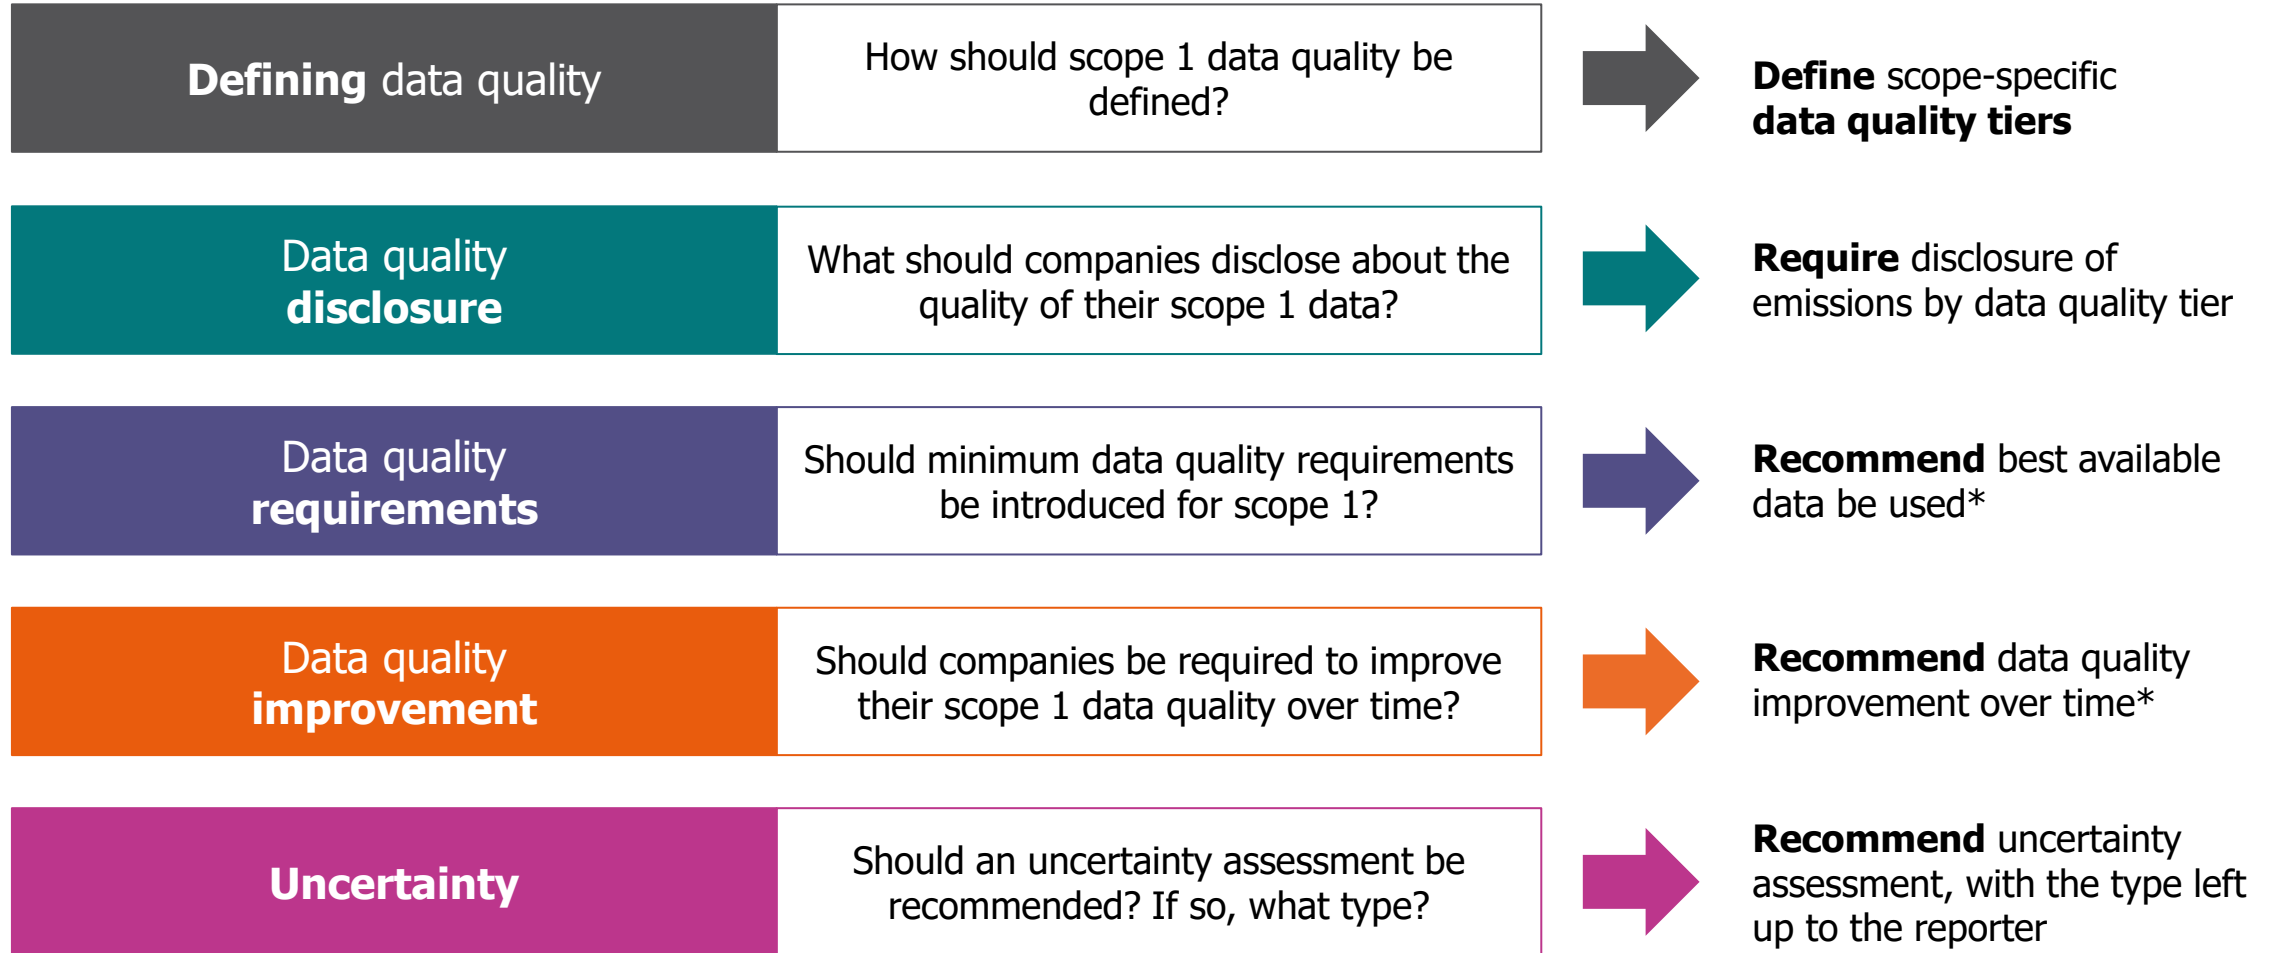 Defining data quality
How should scope 1 data quality be
defined?
Define scope-specific
data quality tiers
Data quality
disclosure
What should companies disclose about the
quality of their scope 1 data?
Require disclosure of
emissions by data quality tier
Data quality
requirements
Should minimum data quality requirements
be introduced for scope 1?
Recommend best available
data be used*
Data quality
improvement
Should companies be required to improve
their scope 1 data quality over time?
Recommend data quality
improvement over time*
Uncertainty
Should an uncertainty assessment be
recommended? If so, what type?
Recommend uncertainty
assessment, with the type left
up to the reporter